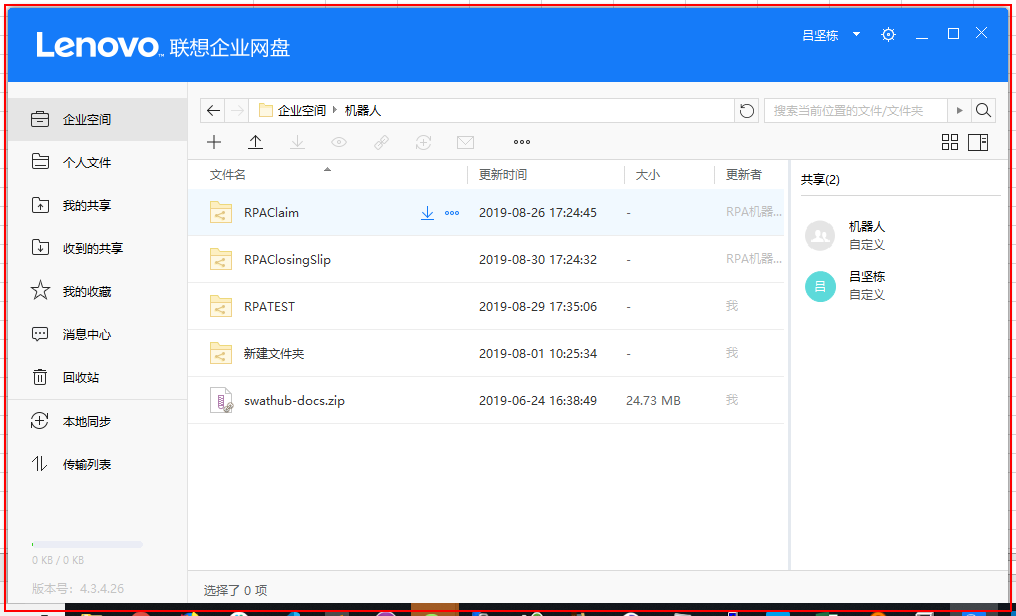 Lenovo™ 联想企业网盘
吕坚栋
企业空间
个人文件
我的共享
收到的共享
我的收藏
消息中心
回收站
本地同步
传输列表
0 KB / 0 KB
版本号：4.3.4.26
企业空间 机器人
搜索当前位置的文件/文件夹
文件名 更新时间 大小 更新者
RPAClaim 2019-08-26 17:24:45 - RPA机器...
RPAClosingSlip 2019-08-30 17:24:32 - RPA机器...
RPATEST 2019-08-29 17:35:06 - 我
新建文件夹 2019-08-01 10:25:34 - 我
swathub-docs.zip 2019-06-24 16:38:49 24.73 MB 我
选择了 0 项
共享(2)
机器人
自定义
吕
吕坚栋
自定义